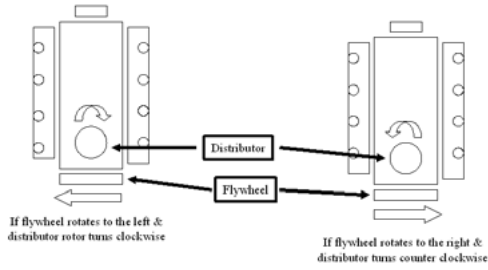 Distributor
Flywheel
If flywheel rotates to the left &
distributor rotor turns clockwise
If flywheel rotates to the right &
distributor turns counter clockwise